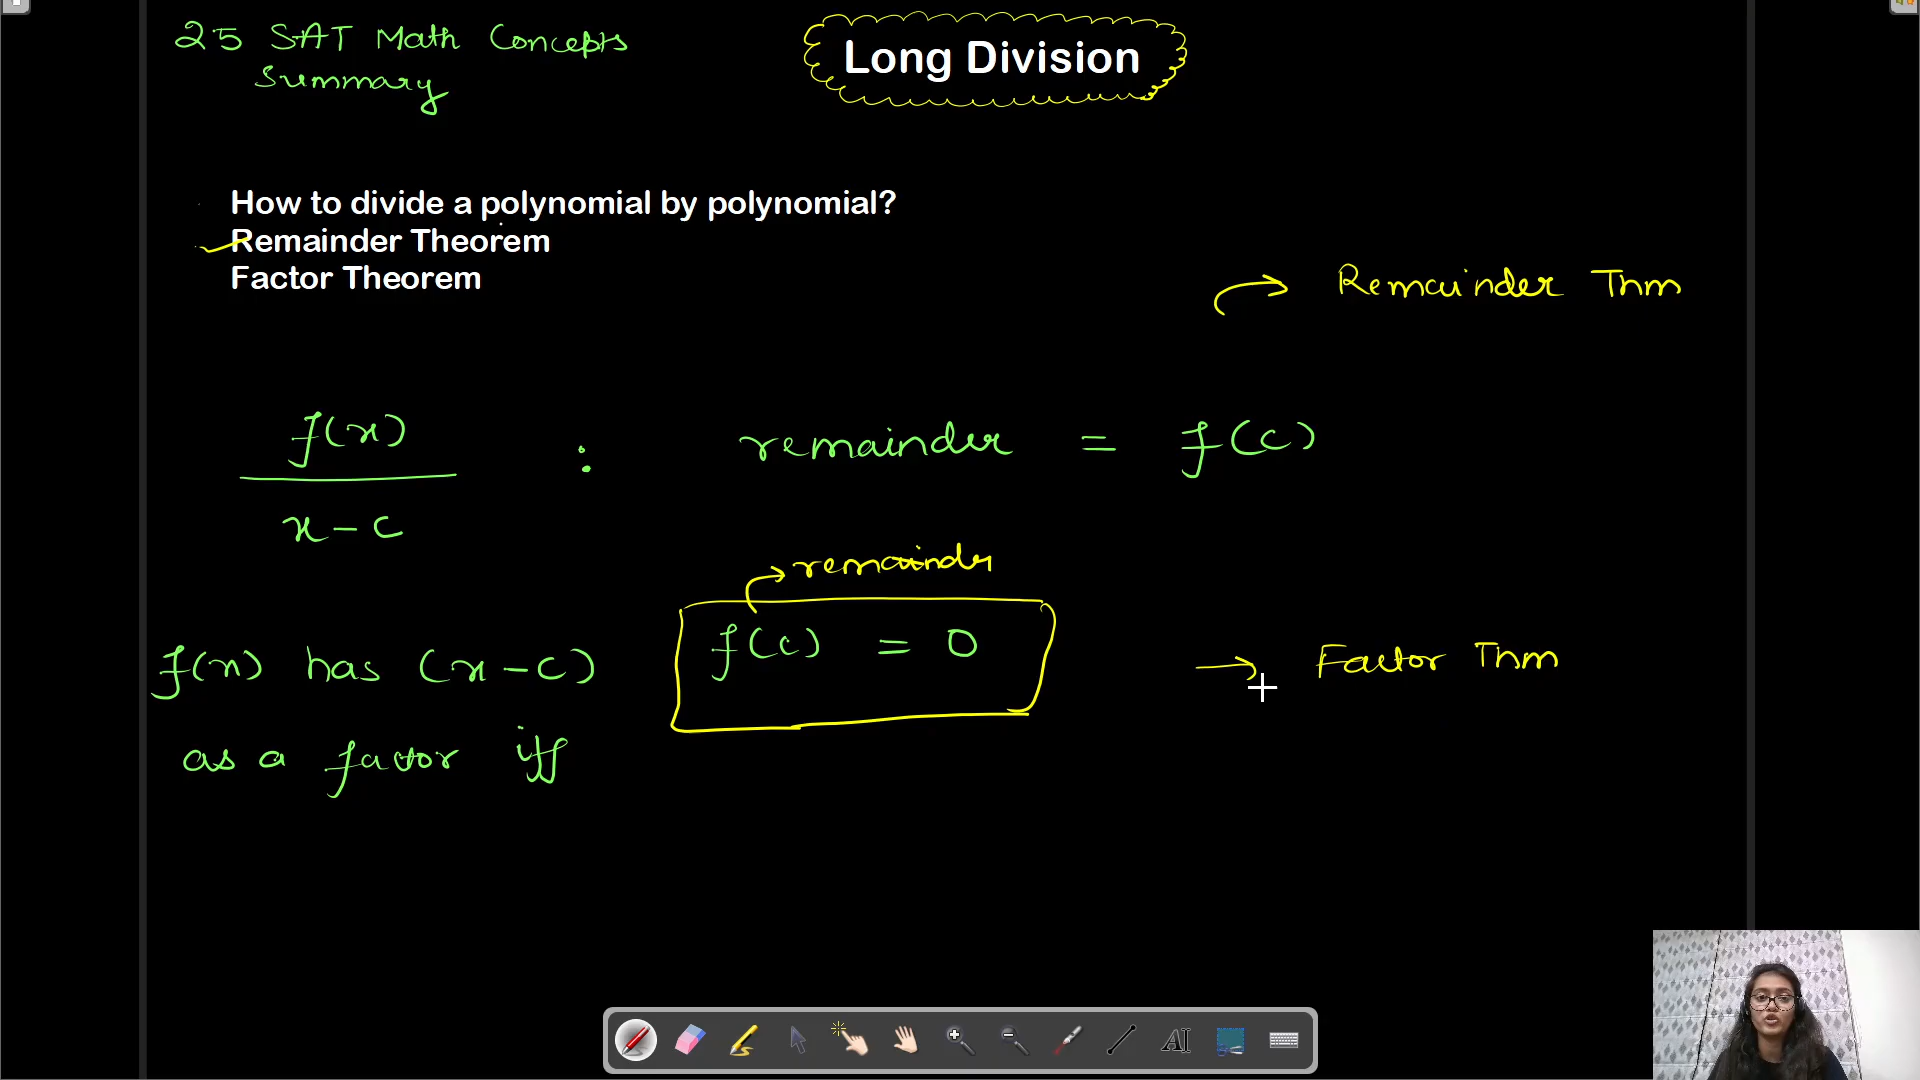 25 SAT Math Concepts
Summary
Long Division
How to divide a polynomial by polynomial?
Remainder Theorem
Factor Theorem
Remainder Thm
f(x)
x - c
: remainder = f(c)
remainder
f(x) has (x - c)
as a factor iff
f(c) = 0
Factor Thm
AI